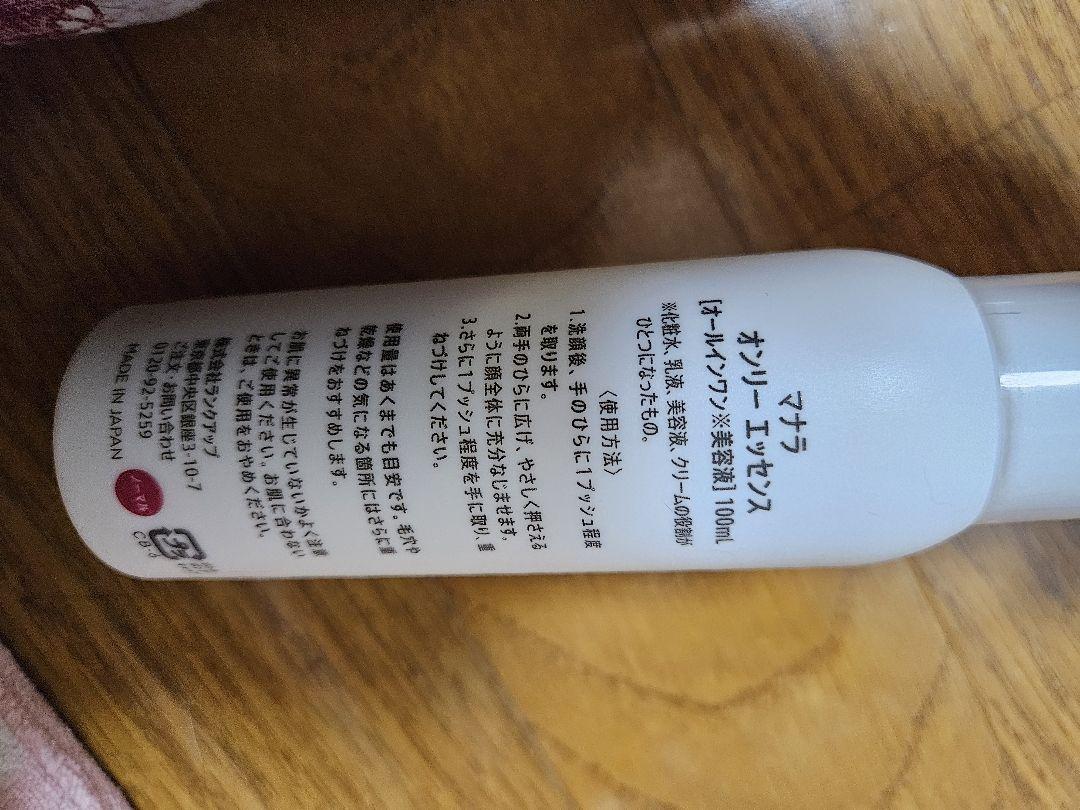 マナラ
オンリー エッセンス
[オールインワン※美容液] 100mL
※化粧水、乳液、美容液、クリームの役割が
ひとつになったもの。
〈使用方法〉
1.洗顔後、手のひらに1プッシュ程度
を取ります。
2.両手のひらに広げ、やさしく押さえる
ように顔全体に充分なじませます。
3.さらに1プッシュ程度を手に取り、重
ねづけしてください。
使用量はあくまでも目安です。毛穴や
乾燥などの気になる箇所にはさらに重
ねづけをおすすめします。
お肌に異常が生じていないかよく注意
してご使用ください。お肌に合わない
ときは、ご使用をおやめください。
株式会社ランクアップ
東京都中央区銀座3-10-7
ご注文、お問い合わせ
0120-92-5259
MADE IN JAPAN
ノーマル
プラ
CB-5